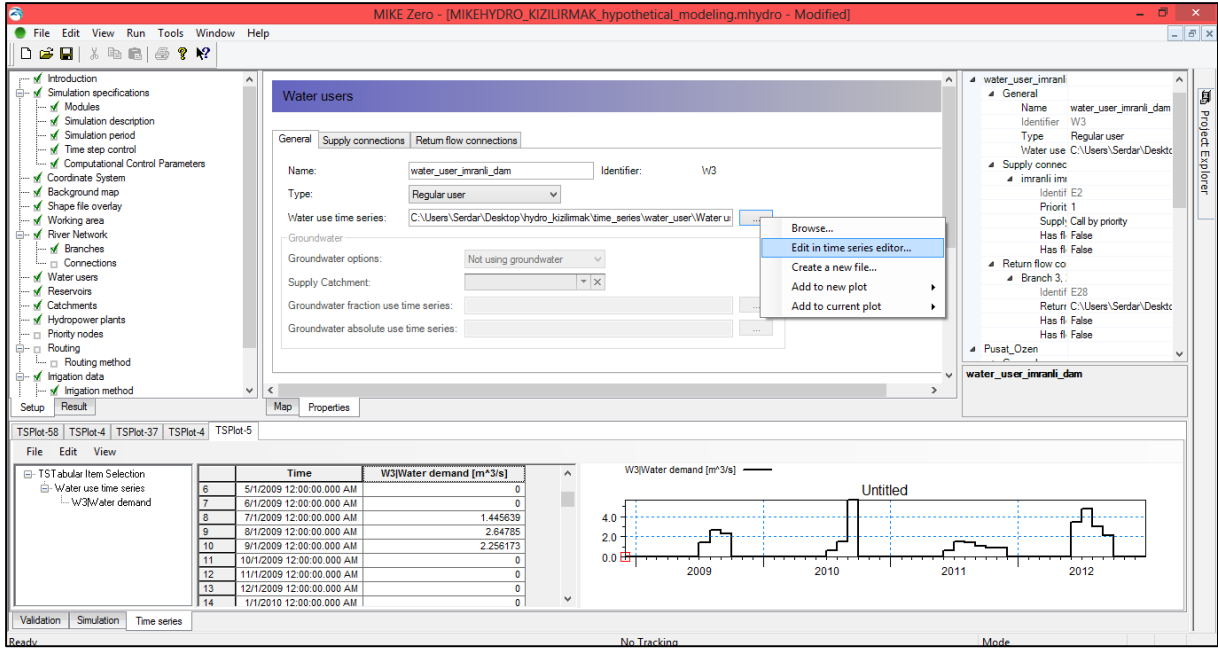 MIKE Zero - [MIKEHYDRO_KIZILIRMAK_hypothetical_modeling.mhydro - Modified]
File Edit View Run Tools Window Help
Introduction
Simulation specifications
Modules
Simulation description
Simulation period
Time step control
Computational Control Parameters
Coordinate System
Background map
Shape file overlay
Working area
River Network
Branches
Connections
Water users
Reservoirs
Catchments
Hydropower plants
Priority nodes
Routing
Routing method
Irrigation data
Irrigation method
Setup Result
Water users
General Supply connections Return flow connections
Name: water_user_imranli_dam Identifier: W3
Type: Regular user
Water use time series: C:\Users\Serdar\Desktop\hydro_kizilirmak\time_series\water_user\Water u ...
Groundwater
Groundwater options: Not using groundwater
Supply Catchment:
Groundwater fraction use time series: ...
Groundwater absolute use time series: ...
Browse...
Edit in time series editor...
Create a new file...
Add to new plot
Add to current plot
Map Properties
water_user_imranl
General
Name water_user_imranli_dam
Identifier W3
Type Regular user
Water use C:\Users\Serdar\Deskto
Supply connec
imranli imr
Identif E2
Priorit 1
Supply Call by priority
Has fl False
Has fl False
Return flow co
Branch 3,
Identif E28
Returr C:\Users\Serdar\Deskto
Has fl False
Has fl False
Pusat_Ozen
water_user_imranli_dam
Project Explorer
TSPlot-58 TSPlot-4 TSPlot-37 TSPlot-4 TSPlot-5
File Edit View
TSTabular Item Selection
Water use time series
W3|Water demand
Time W3|Water demand [m^3/s]
6 5/1/2009 12:00:00.000 AM 0
7 6/1/2009 12:00:00.000 AM 0
8 7/1/2009 12:00:00.000 AM 1.445639
9 8/1/2009 12:00:00.000 AM 2.64785
10 9/1/2009 12:00:00.000 AM 2.256173
11 10/1/2009 12:00:00.000 AM 0
12 11/1/2009 12:00:00.000 AM 0
13 12/1/2009 12:00:00.000 AM 0
14 1/1/2010 12:00:00.000 AM 0
W3|Water demand [m^3/s]
Untitled
4.0
2.0
0.0
2009 2010 2011 2012
Validation Simulation Time series
Ready No Tracking Mode